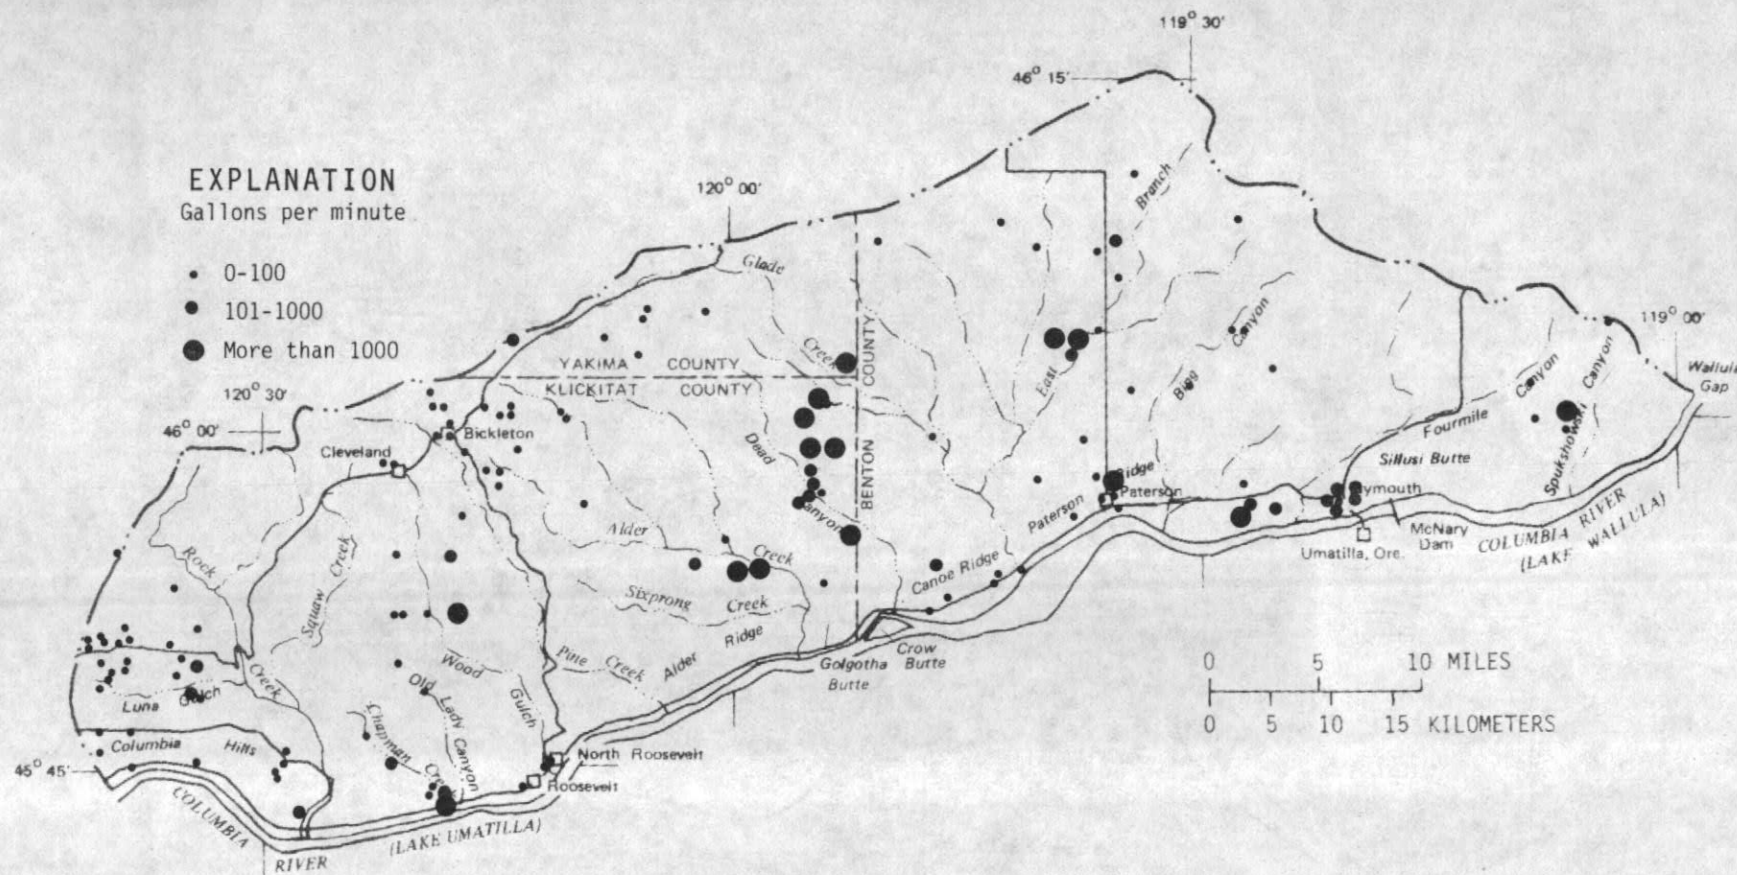 119° 30'
46° 15'
EXPLANATION
Gallons per minute
0-100
101-1000
More than 1000
120° 00'
Branch
Glade
Creek
YAKIMA COUNTY
KLICKITAT COUNTY
BENTON COUNTY
East
Bing
Canyon
119° 00'
Wallula
Gap
120° 30'
46° 00'
Bickleton
Cleveland
Dead
Canyon
Fourmile
Canyon
Spukshowski
Canyon
Sillusi Butte
Paterson
Ridge
Paterson
Plymouth
McNary
Dam
Umatilla, Ore.
COLUMBIA RIVER
(LAKE WALLULA)
Rock
Creek
Squaw Creek
Alder
Creek
Sixprong
Creek
Canoe Ridge
Alder Ridge
Pine Creek
Wood
Gulch
Golgotha
Butte
Crow
Butte
0 5 10 MILES
0 5 10 15 KILOMETERS
Luna Gulch
Old
Lady Canyon
Chapman
Creek
Columbia Hills
45° 45'
North Roosevelt
Roosevelt
COLUMBIA
RIVER
(LAKE UMATILLA)